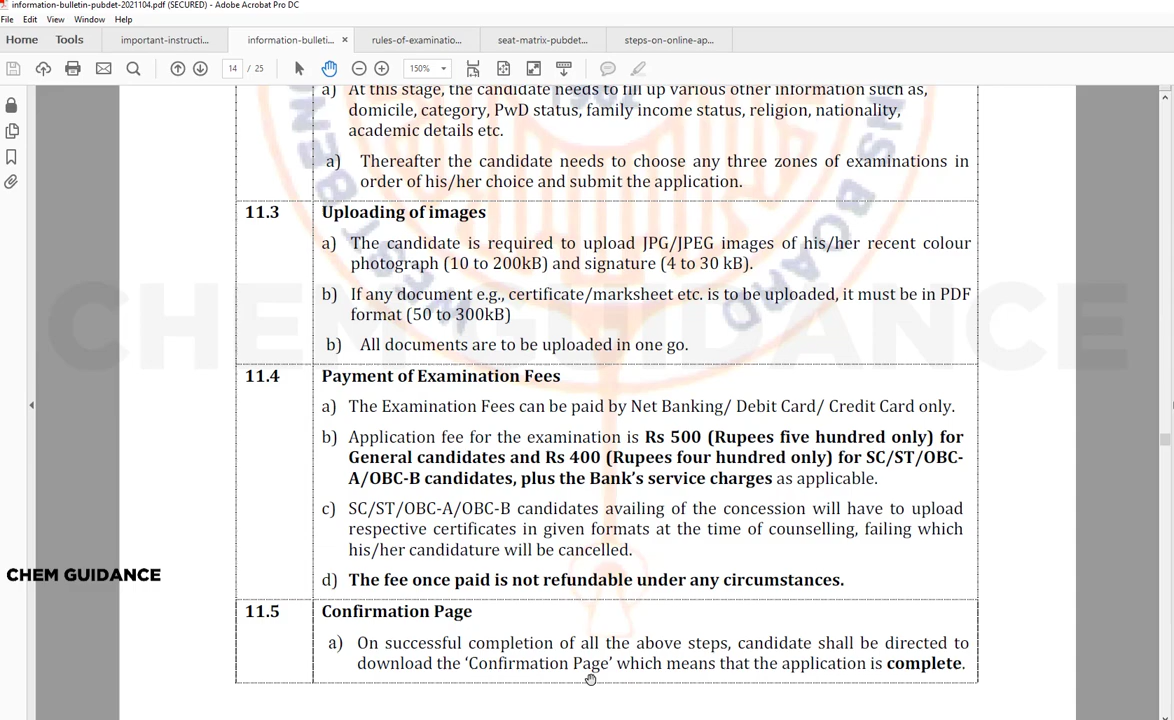 information-bulletin-pubdet-2021104.pdf (SECURED) - Adobe Acrobat Pro DC
File Edit View Window Help
Home Tools important-instructi... information-bulleti... × rules-of-examinatio... seat-matrix-pubdet... steps-on-online-ap...
14 / 25 150%
a) At this stage, the candidate needs to fill up various other information such as,
domicile, category, PwD status, family income status, religion, nationality,
academic details etc.
a) Thereafter the candidate needs to choose any three zones of examinations in
order of his/her choice and submit the application.
11.3 Uploading of images
a) The candidate is required to upload JPG/JPEG images of his/her recent colour
photograph (10 to 200kB) and signature (4 to 30 kB).
b) If any document e.g., certificate/marksheet etc. is to be uploaded, it must be in PDF
format (50 to 300kB)
b) All documents are to be uploaded in one go.
CHEM GUIDANCE
11.4 Payment of Examination Fees
a) The Examination Fees can be paid by Net Banking/ Debit Card/ Credit Card only.
b) Application fee for the examination is Rs 500 (Rupees five hundred only) for
General candidates and Rs 400 (Rupees four hundred only) for SC/ST/OBC-
A/OBC-B candidates, plus the Bank's service charges as applicable.
c) SC/ST/OBC-A/OBC-B candidates availing of the concession will have to upload
respective certificates in given formats at the time of counselling, failing which
his/her candidature will be cancelled.
CHEM GUIDANCE
d) The fee once paid is not refundable under any circumstances.
11.5 Confirmation Page
a) On successful completion of all the above steps, candidate shall be directed to
download the 'Confirmation Page' which means that the application is complete.